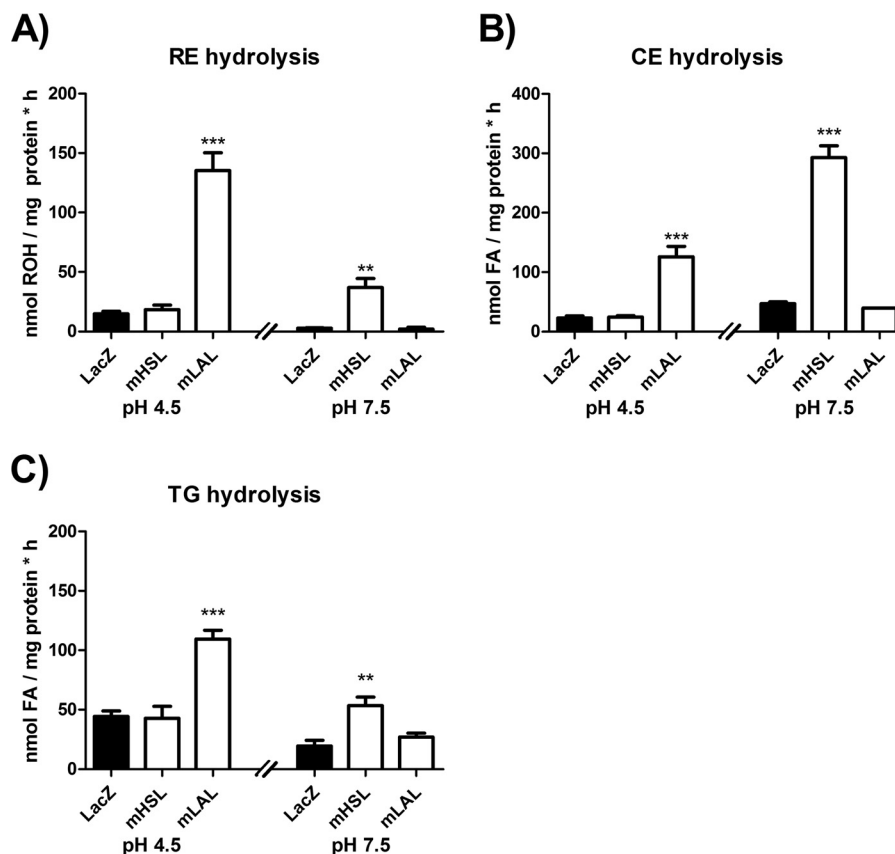 A)
RE hydrolysis
nmol ROH / mg protein * h
200
150
100
50
0
***
**
LacZ
mHSL
mLAL
LacZ
mHSL
mLAL
pH 4.5
pH 7.5
B)
CE hydrolysis
nmol FA / mg protein * h
400
300
200
100
0
***
***
LacZ
mHSL
mLAL
LacZ
mHSL
mLAL
pH 4.5
pH 7.5
C)
TG hydrolysis
nmol FA / mg protein * h
200
150
100
50
0
***
**
LacZ
mHSL
mLAL
LacZ
mHSL
mLAL
pH 4.5
pH 7.5